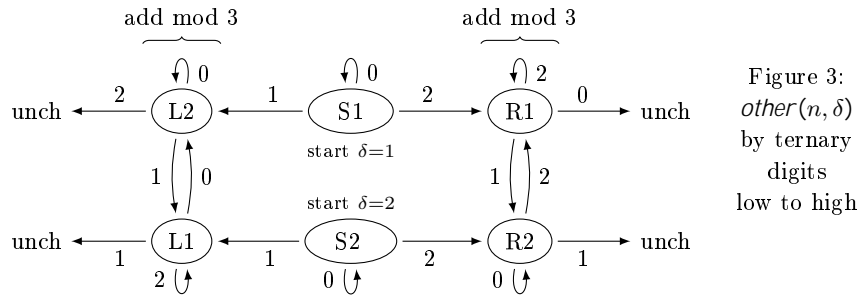 add mod 3 add mod 3
0 0 2
unch 2 L2 1 S1 2 R1 0 unch
start δ=1
1 0 1 2
start δ=2
unch 1 L1 1 S2 2 R2 1 unch
2 0 0
Figure 3:
other(n, δ)
by ternary
digits
low to high